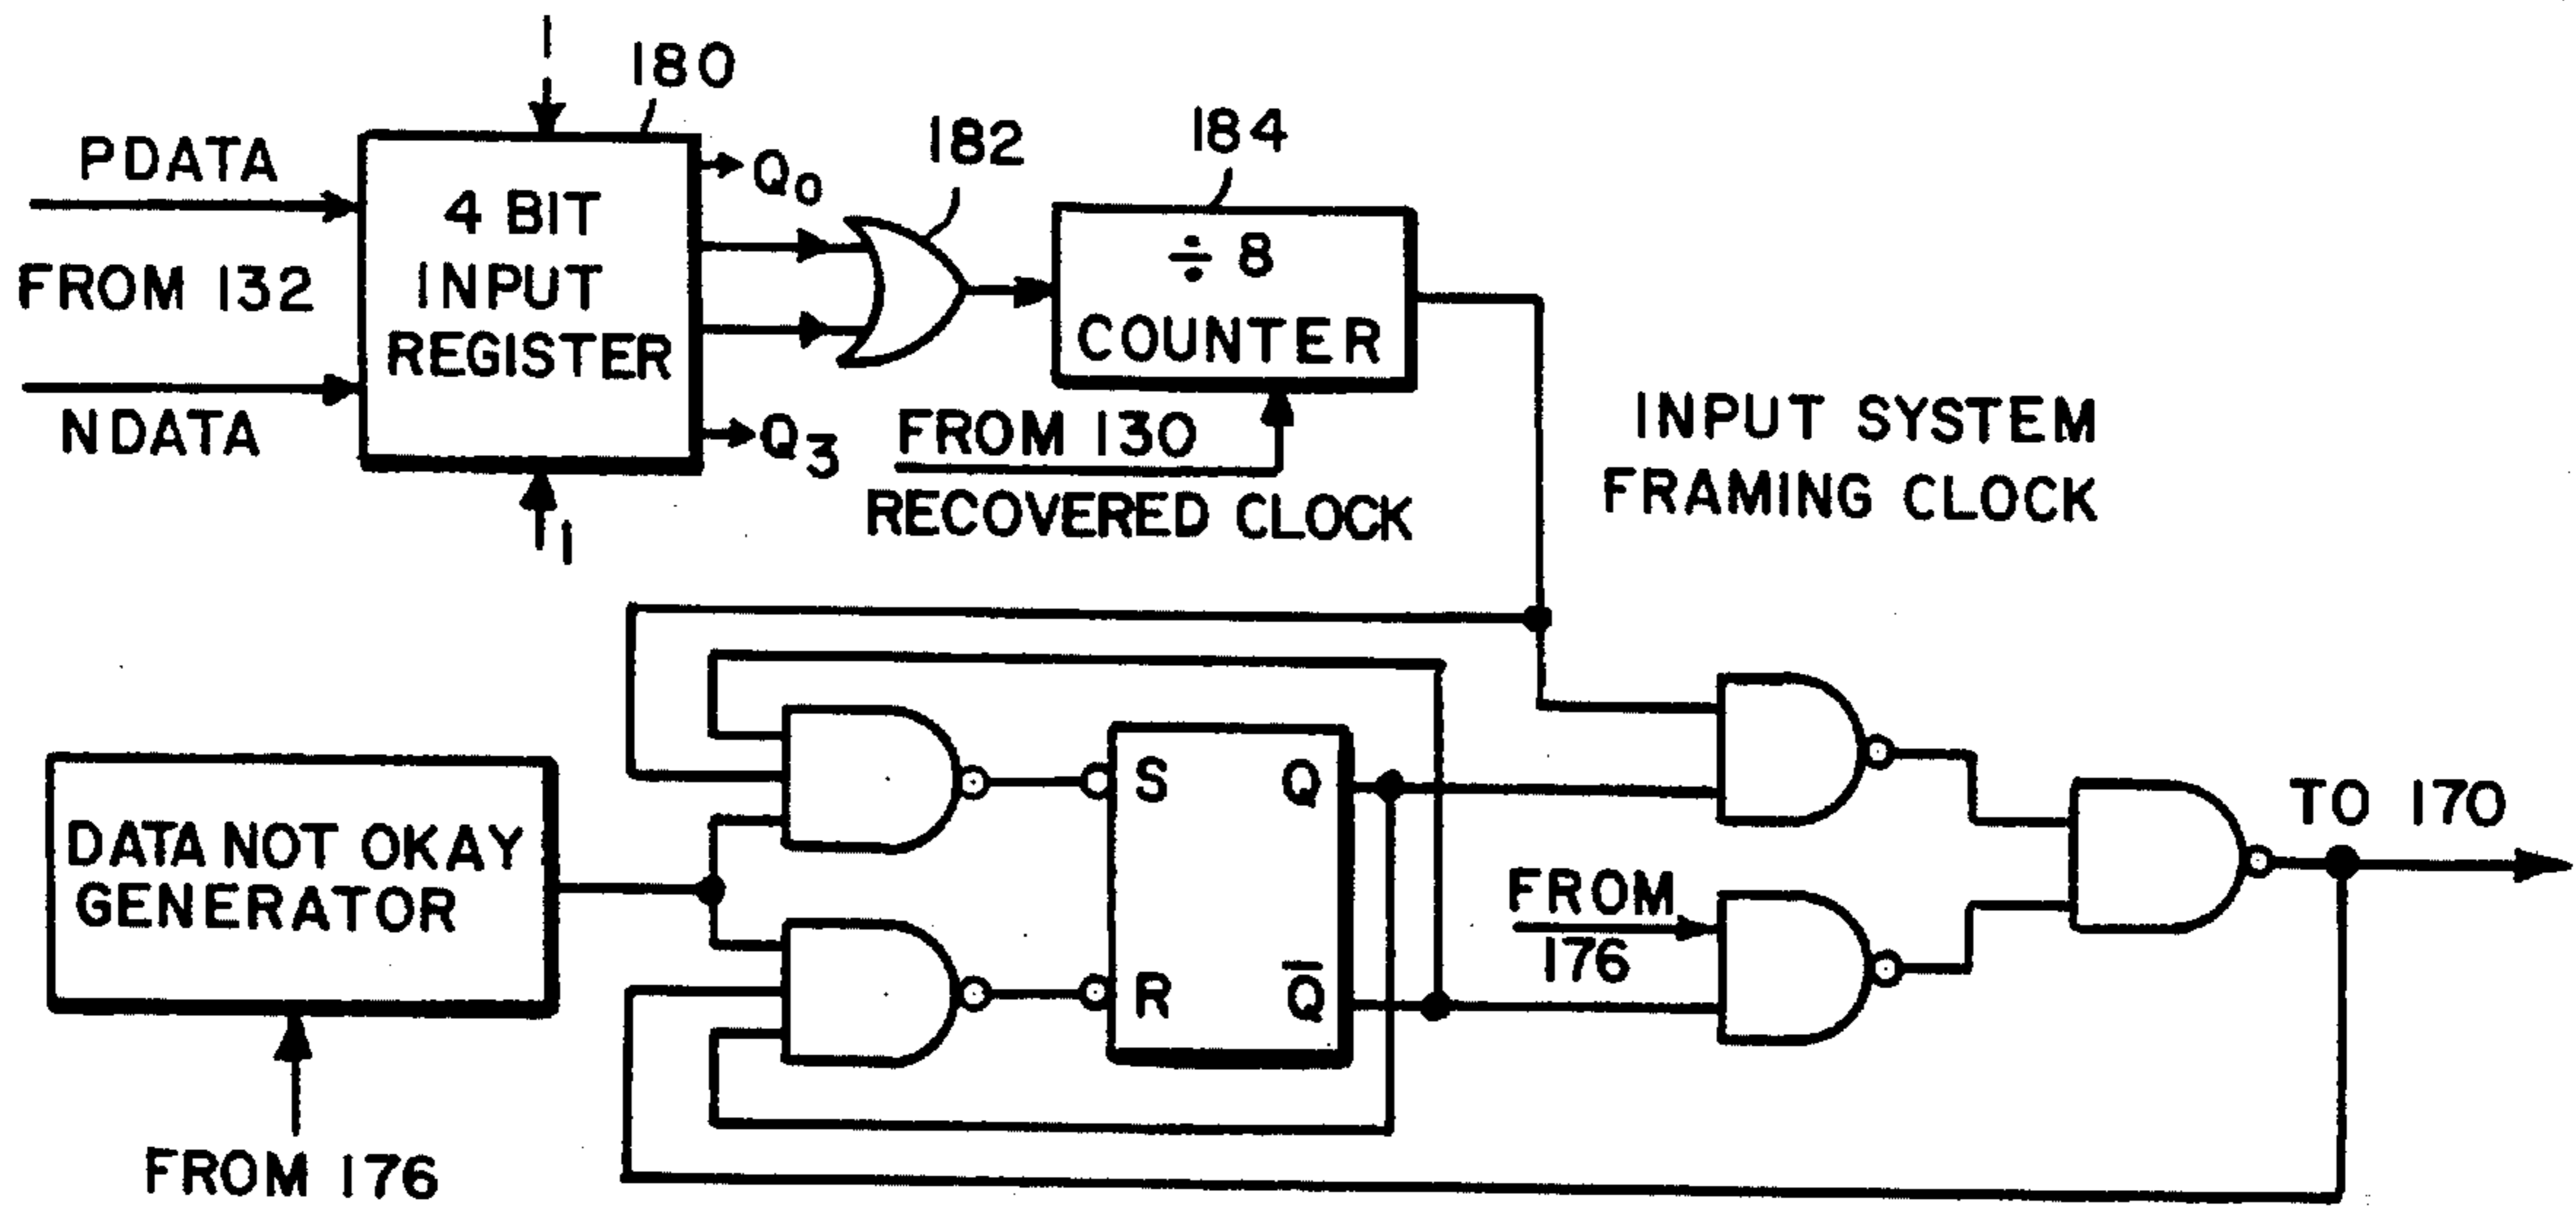 180
PDATA
FROM 132
NDATA
4 BIT
INPUT
REGISTER
Q0
Q3
1
182
184
÷ 8
COUNTER
FROM 130
RECOVERED CLOCK
INPUT SYSTEM
FRAMING CLOCK
DATA NOT OKAY
GENERATOR
FROM 176
S
Q
R
Q̅
FROM
176
TO 170